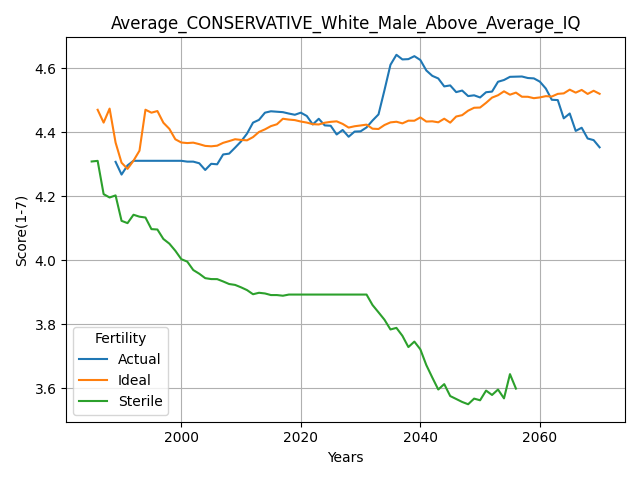 Average_CONSERVATIVE_White_Male_Above_Average_IQ
Score(1-7)
4.6
4.4
4.2
4.0
3.8
3.6
Fertility
Actual
Ideal
Sterile
2000 2020 2040 2060
Years